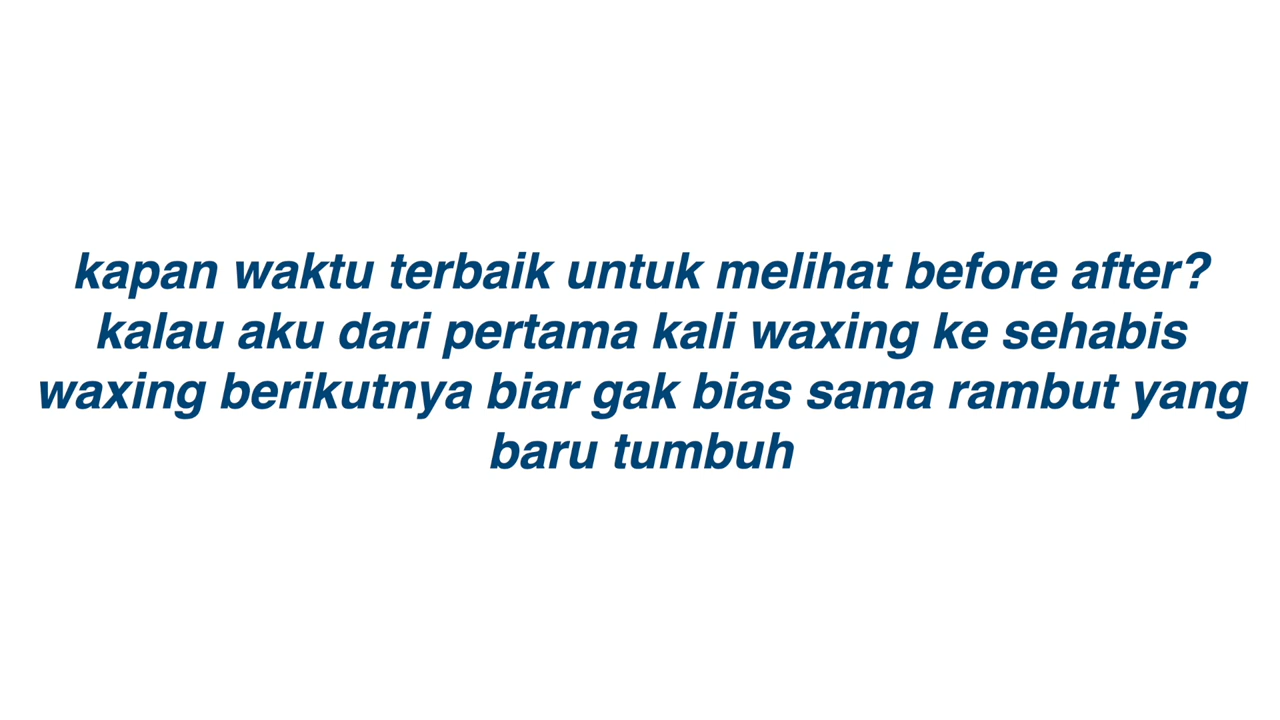 kapan waktu terbaik untuk melihat before after?
kalau aku dari pertama kali waxing ke sehabis
waxing berikutnya biar gak bias sama rambut yang
baru tumbuh